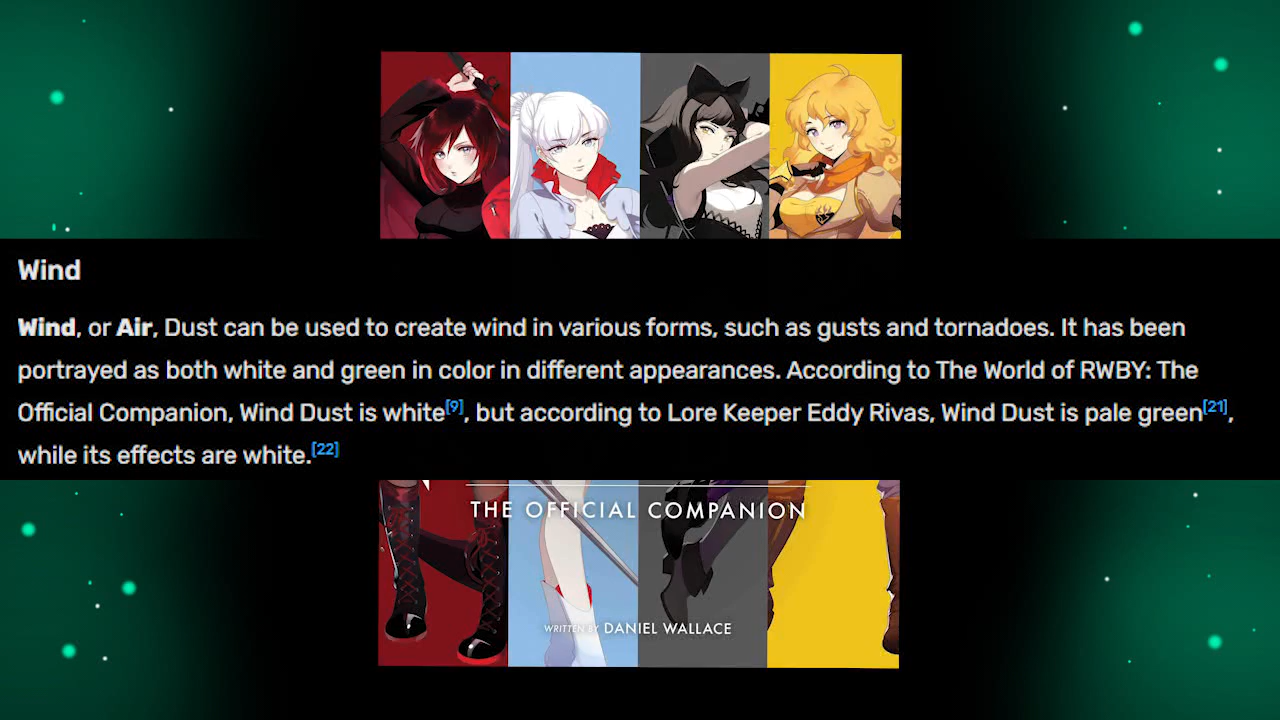 Wind
Wind, or Air, Dust can be used to create wind in various forms, such as gusts and tornadoes. It has been
portrayed as both white and green in color in different appearances. According to The World of RWBY: The
Official Companion, Wind Dust is white[9], but according to Lore Keeper Eddy Rivas, Wind Dust is pale green[21],
while its effects are white.[22]
THE OFFICIAL COMPANION
WRITTEN BY DANIEL WALLACE